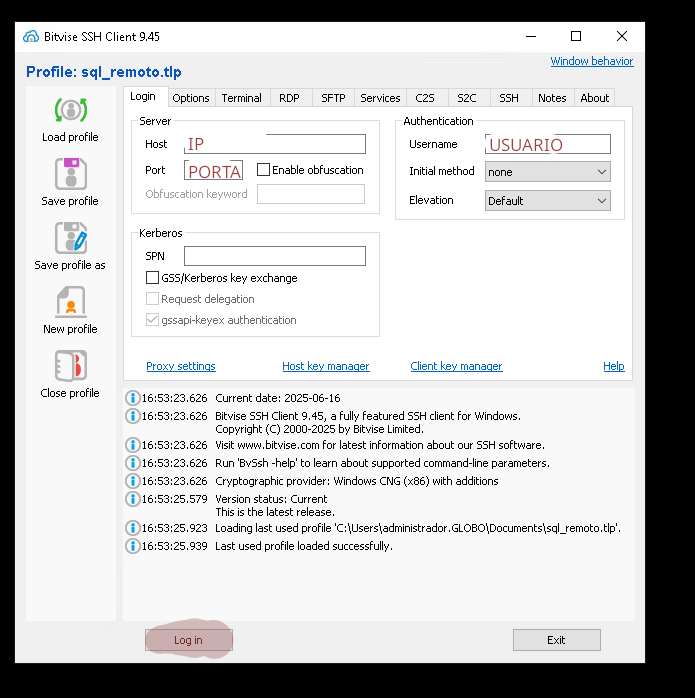 Bitvise SSH Client 9.45
Profile: sql_remoto.tlp
Window behavior
Load profile
Save profile
Save profile as
New profile
Close profile
Login Options Terminal RDP SFTP Services C2S S2C SSH Notes About
Server
Host IP
Port PORTA Enable obfuscation
Obfuscation keyword
Authentication
Username USUARIO
Initial method none
Elevation Default
Kerberos
SPN
GSS/Kerberos key exchange
Request delegation
gssapi-keyex authentication
Proxy settings Host key manager Client key manager Help
16:53:23.626 Current date: 2025-06-16
16:53:23.626 Bitvise SSH Client 9.45, a fully featured SSH client for Windows.
Copyright (C) 2000-2025 by Bitvise Limited.
16:53:23.626 Visit www.bitvise.com for latest information about our SSH software.
16:53:23.626 Run 'BvSsh -help' to learn about supported command-line parameters.
16:53:23.626 Cryptographic provider: Windows CNG (x86) with additions
16:53:25.579 Version status: Current
This is the latest release.
16:53:25.923 Loading last used profile 'C:\Users\administrador.GLOBO\Documents\sql_remoto.tlp'.
16:53:25.939 Last used profile loaded successfully.
Log in Exit